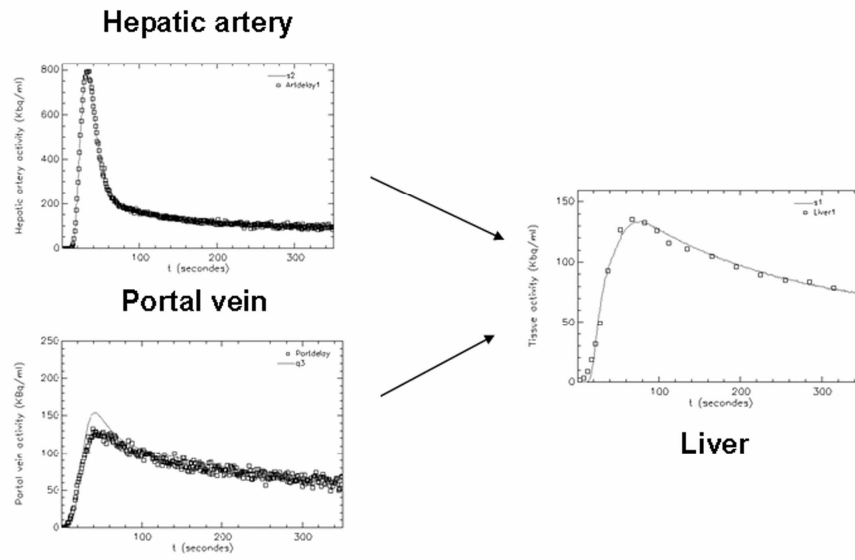 Hepatic artery
Hepatic artery activity (Kbq/ml)
800
600
400
200
0
s2
Artdelay1
100
200
300
t (secondes)
Portal vein
Portal vein activity (KBq/ml)
250
200
150
100
50
0
Portdelay
q3
100
200
300
t (secondes)
Tissue activity (Kbq/ml)
150
100
50
0
s1
Liver1
100
200
300
t (secondes)
Liver